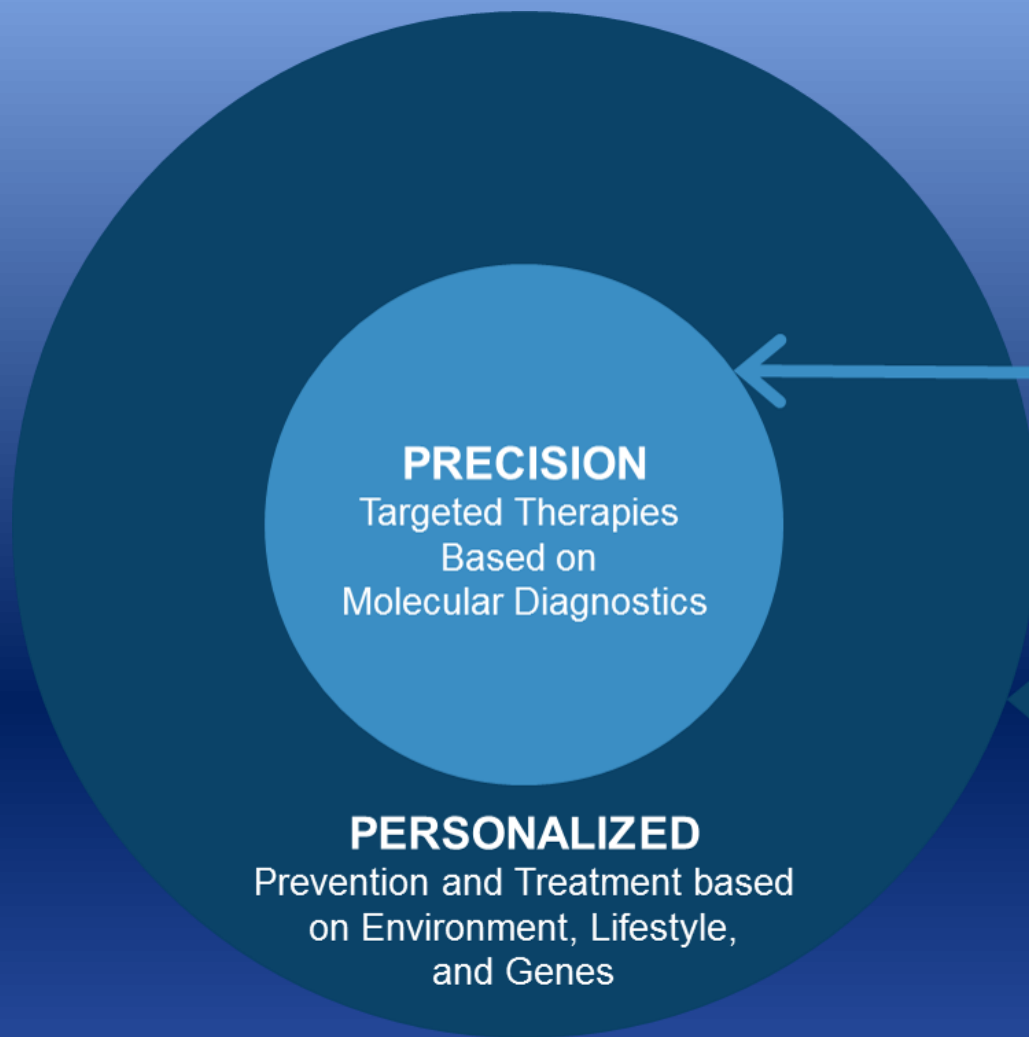 PRECISION
Targeted Therapies
Based on
Molecular Diagnostics
PERSONALIZED
Prevention and Treatment based
on Environment, Lifestyle,
and Genes